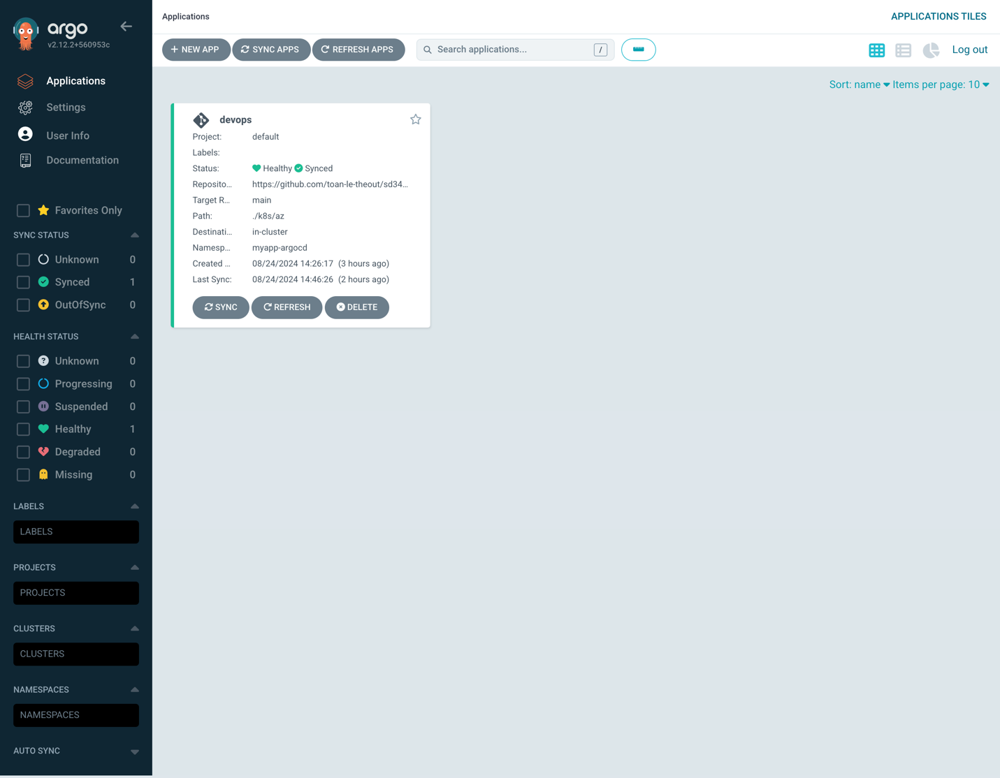 argo
v2.12.2+560953c
Applications
Settings
User Info
Documentation
Favorites Only
SYNC STATUS
Unknown 0
Synced 1
OutOfSync 0
HEALTH STATUS
Unknown 0
Progressing 0
Suspended 0
Healthy 1
Degraded 0
Missing 0
LABELS
LABELS
PROJECTS
PROJECTS
CLUSTERS
CLUSTERS
NAMESPACES
NAMESPACES
AUTO SYNC
Applications
APPLICATIONS TILES
NEW APP
SYNC APPS
REFRESH APPS
Search applications...
/
Log out
Sort: name
Items per page: 10
devops
Project: default
Labels:
Status: Healthy Synced
Reposito... https://github.com/toan-le-theout/sd34...
Target R... main
Path: ./k8s/az
Destinati... in-cluster
Namesp... myapp-argocd
Created ... 08/24/2024 14:26:17 (3 hours ago)
Last Sync: 08/24/2024 14:46:26 (2 hours ago)
SYNC
REFRESH
DELETE